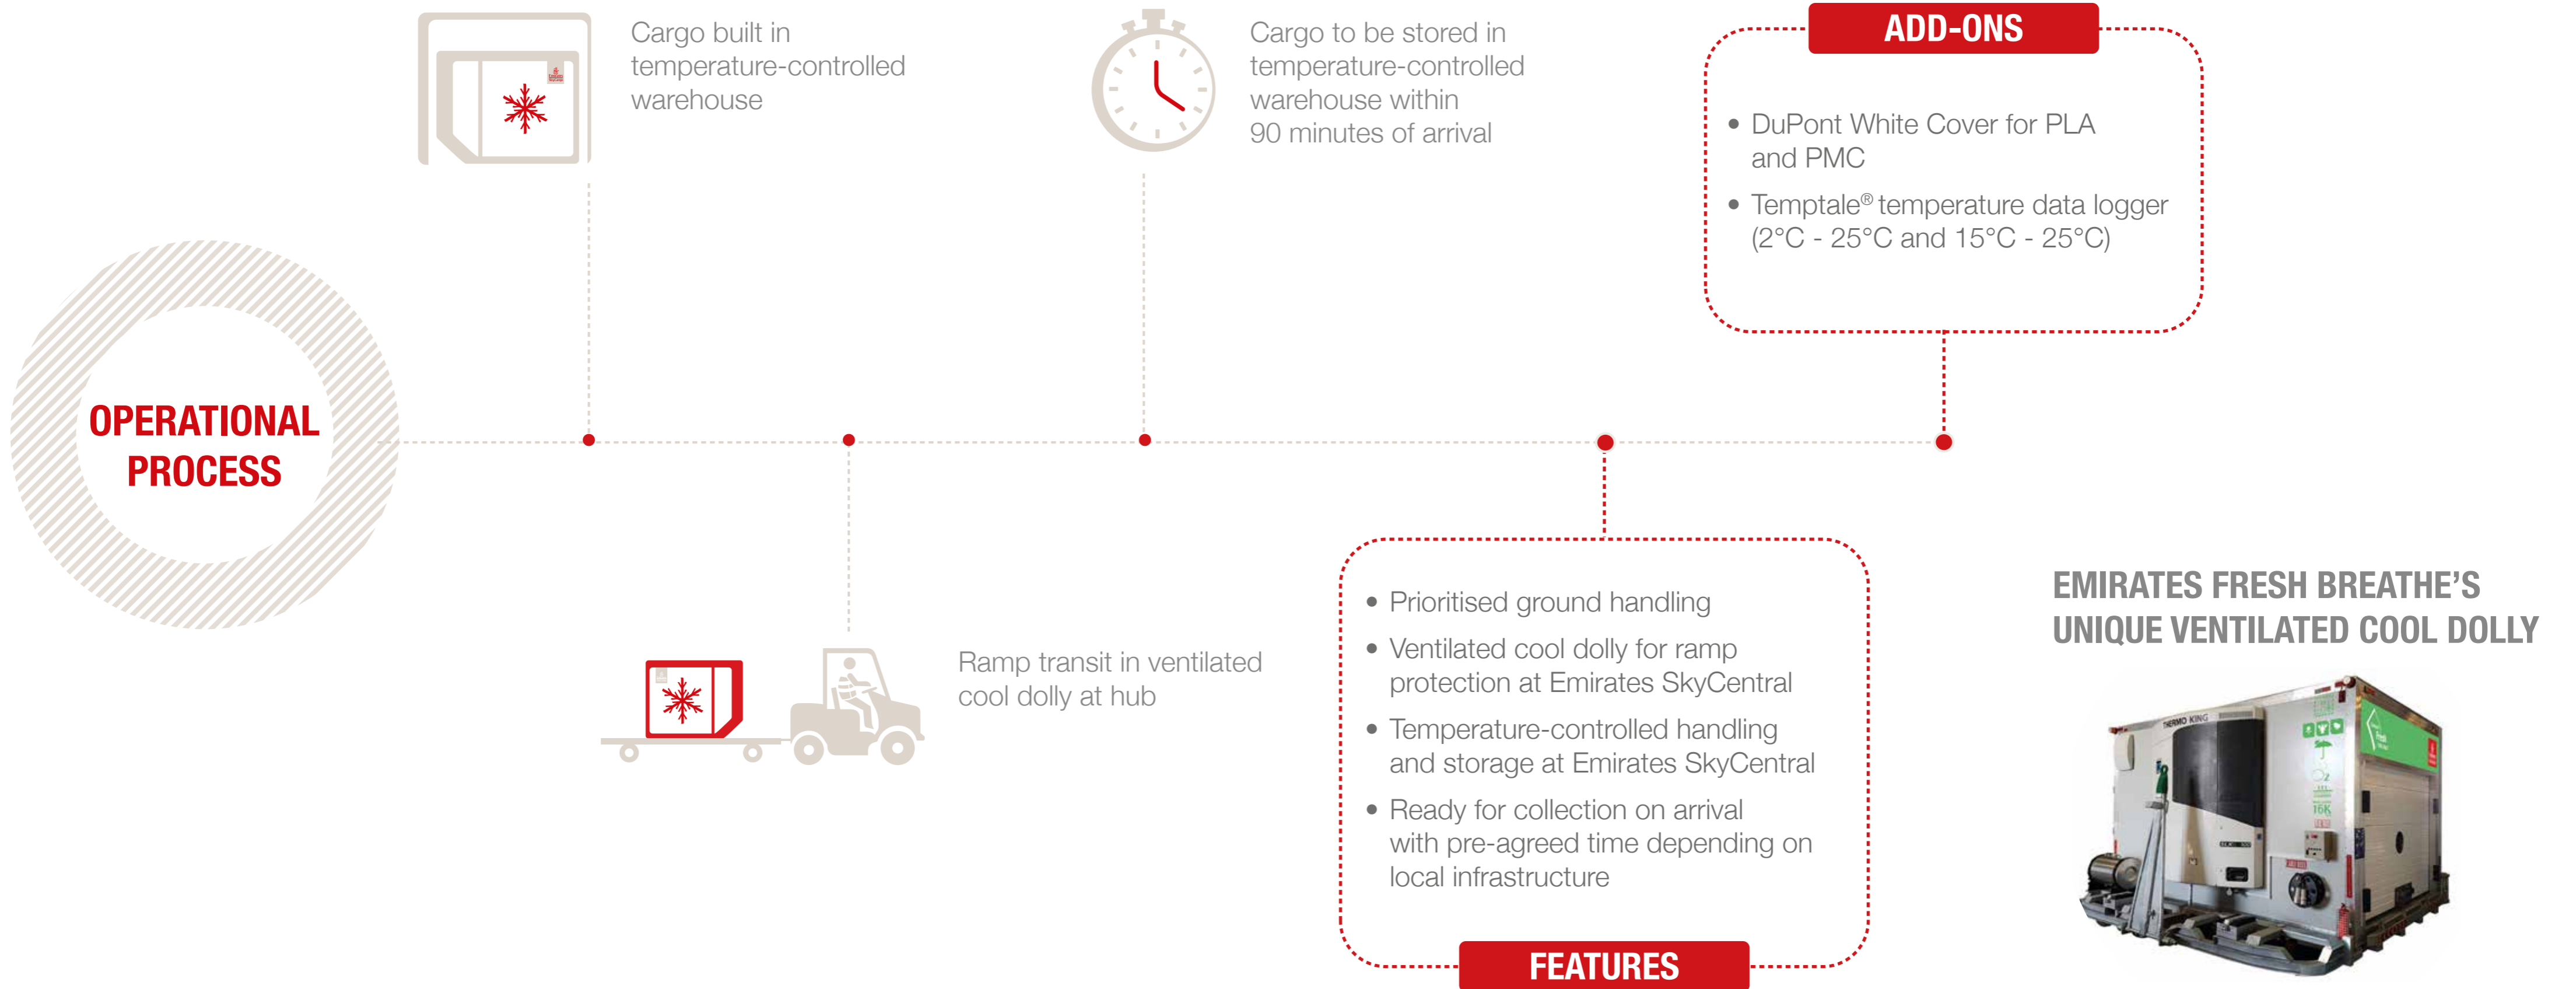 OPERATIONAL
PROCESS
Cargo built in
temperature-controlled
warehouse
Ramp transit in ventilated
cool dolly at hub
Cargo to be stored in
temperature-controlled
warehouse within
90 minutes of arrival
• Prioritised ground handling
• Ventilated cool dolly for ramp
protection at Emirates SkyCentral
• Temperature-controlled handling
and storage at Emirates SkyCentral
• Ready for collection on arrival
with pre-agreed time depending on
local infrastructure
FEATURES
ADD-ONS
• DuPont White Cover for PLA
and PMC
• Temptale® temperature data logger
(2°C - 25°C and 15°C - 25°C)
EMIRATES FRESH BREATHE’S
UNIQUE VENTILATED COOL DOLLY
THERMO KING
Fresh
16K